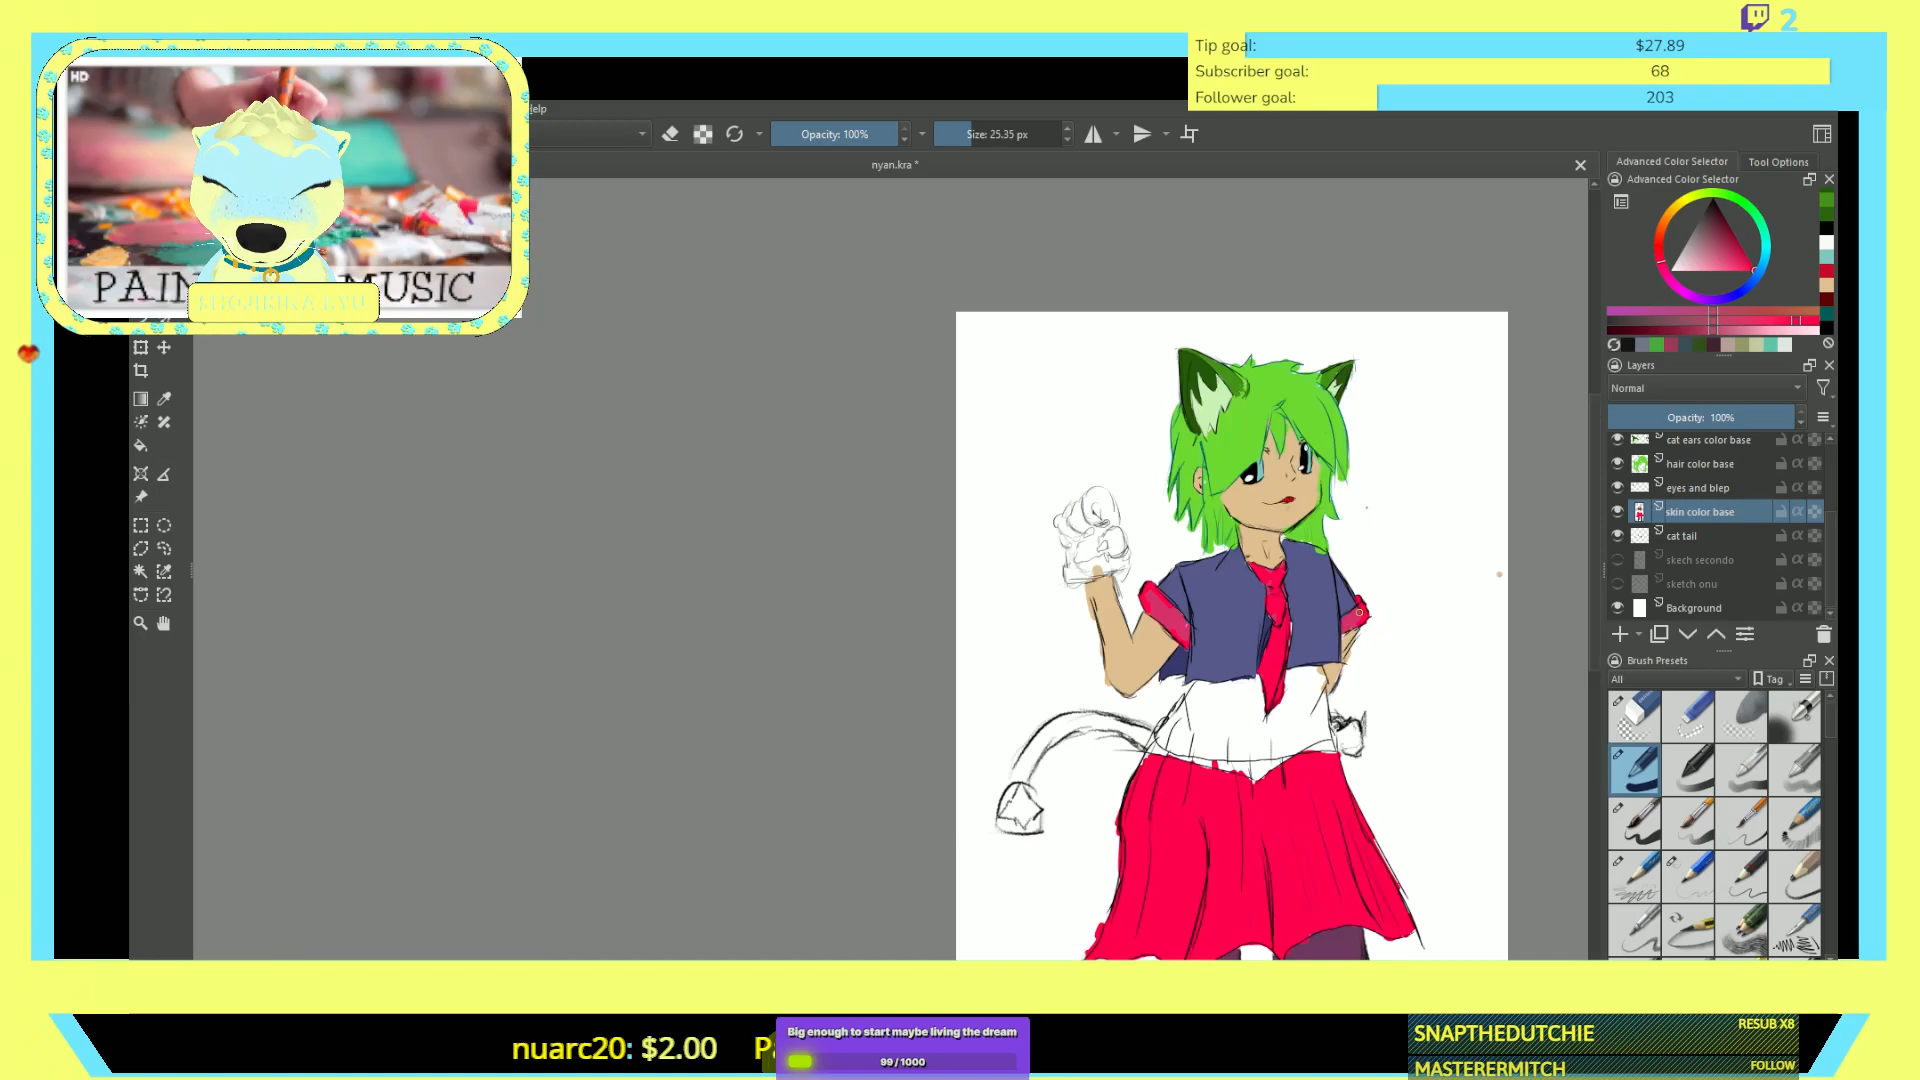 2
Tip goal: $27.89
Subscriber goal: 68
Follower goal: 203
HD
Help
Opacity: 100%
Size: 25.35 px
nyan.kra *
Advanced Color Selector
Tool Options
Advanced Color Selector
Layers
Normal
Opacity: 100%
cat ears color base
hair color base
eyes and blep
skin color base
cat tail
skech secondo
sketch onu
Background
Brush Presets
All
Tag
MUSIC
nuarc20: $2.00
Big enough to start maybe living the dream
99 / 1000
SNAPTHEDUTCHIE
RESUB X8
MASTERERMITCH
FOLLOW